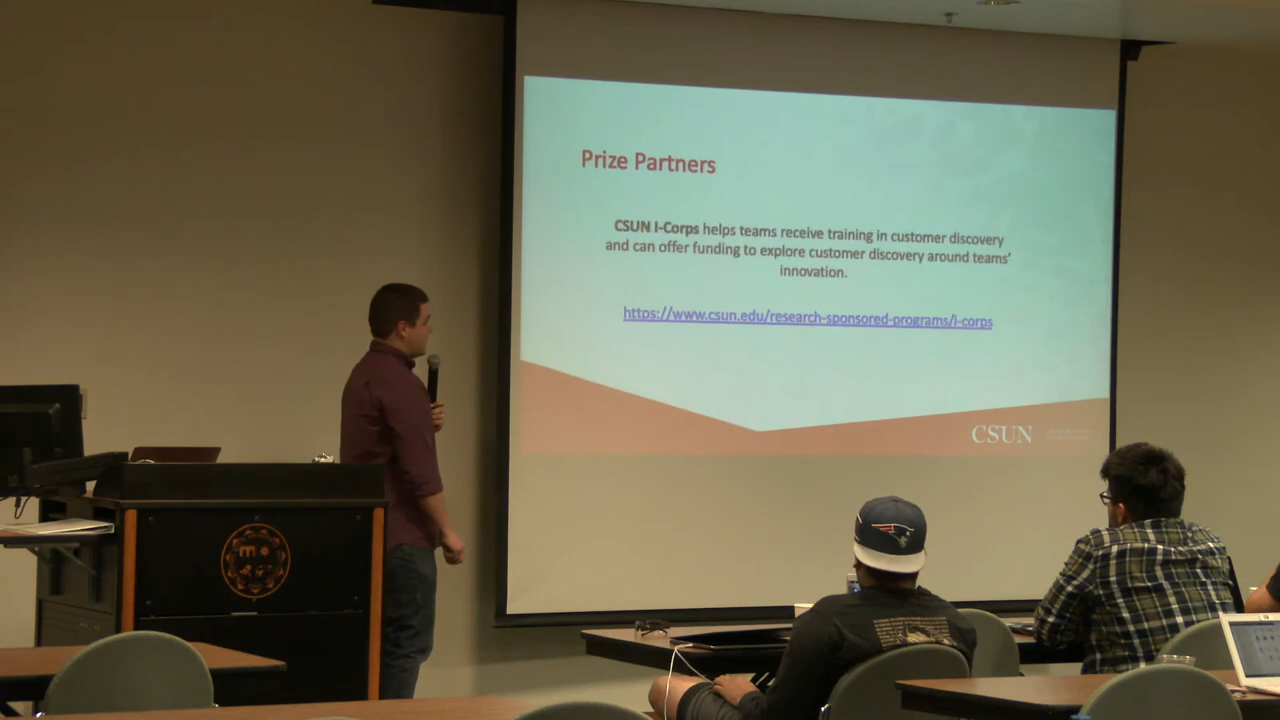 Prize Partners
CSUN I-Corps helps teams receive training in customer discovery
and can offer funding to explore customer discovery around teams'
innovation.
https://www.csun.edu/research-sponsored-programs/i-corps
CSUN